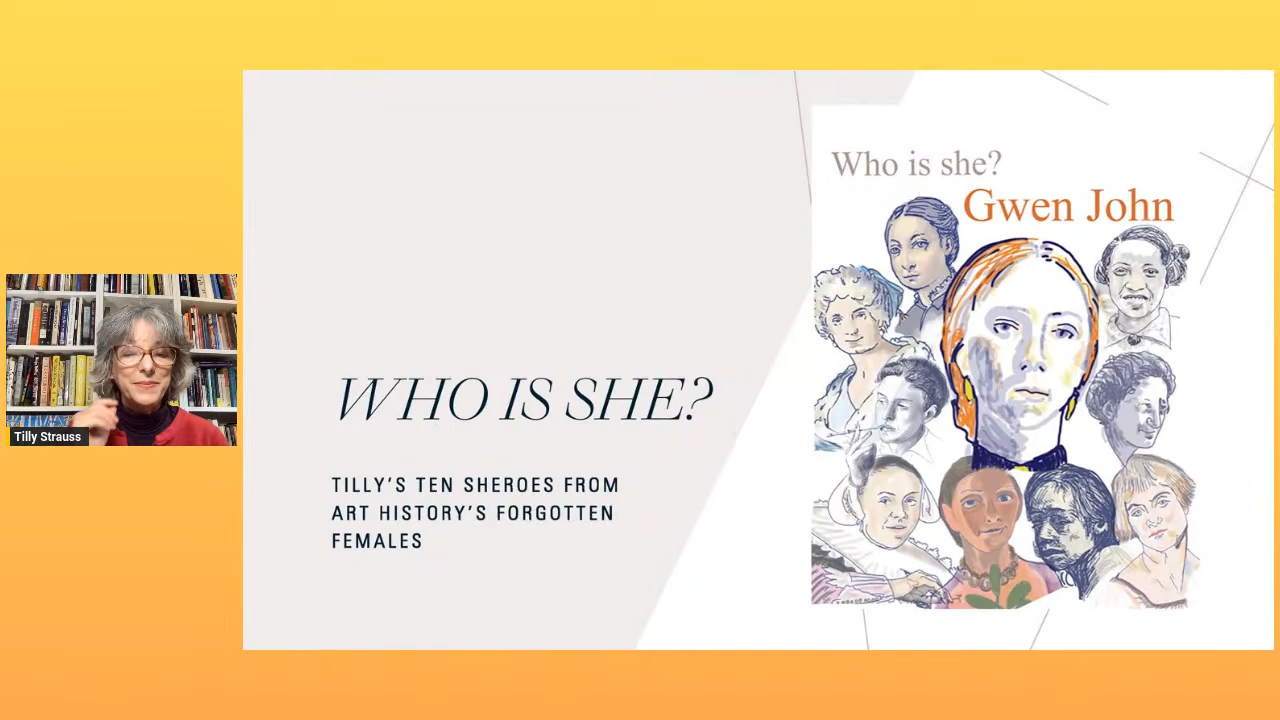 Who is she?
Gwen John
WHO IS SHE?
TILLY'S TEN SHEROES FROM
ART HISTORY'S FORGOTTEN
FEMALES
Tilly Strauss